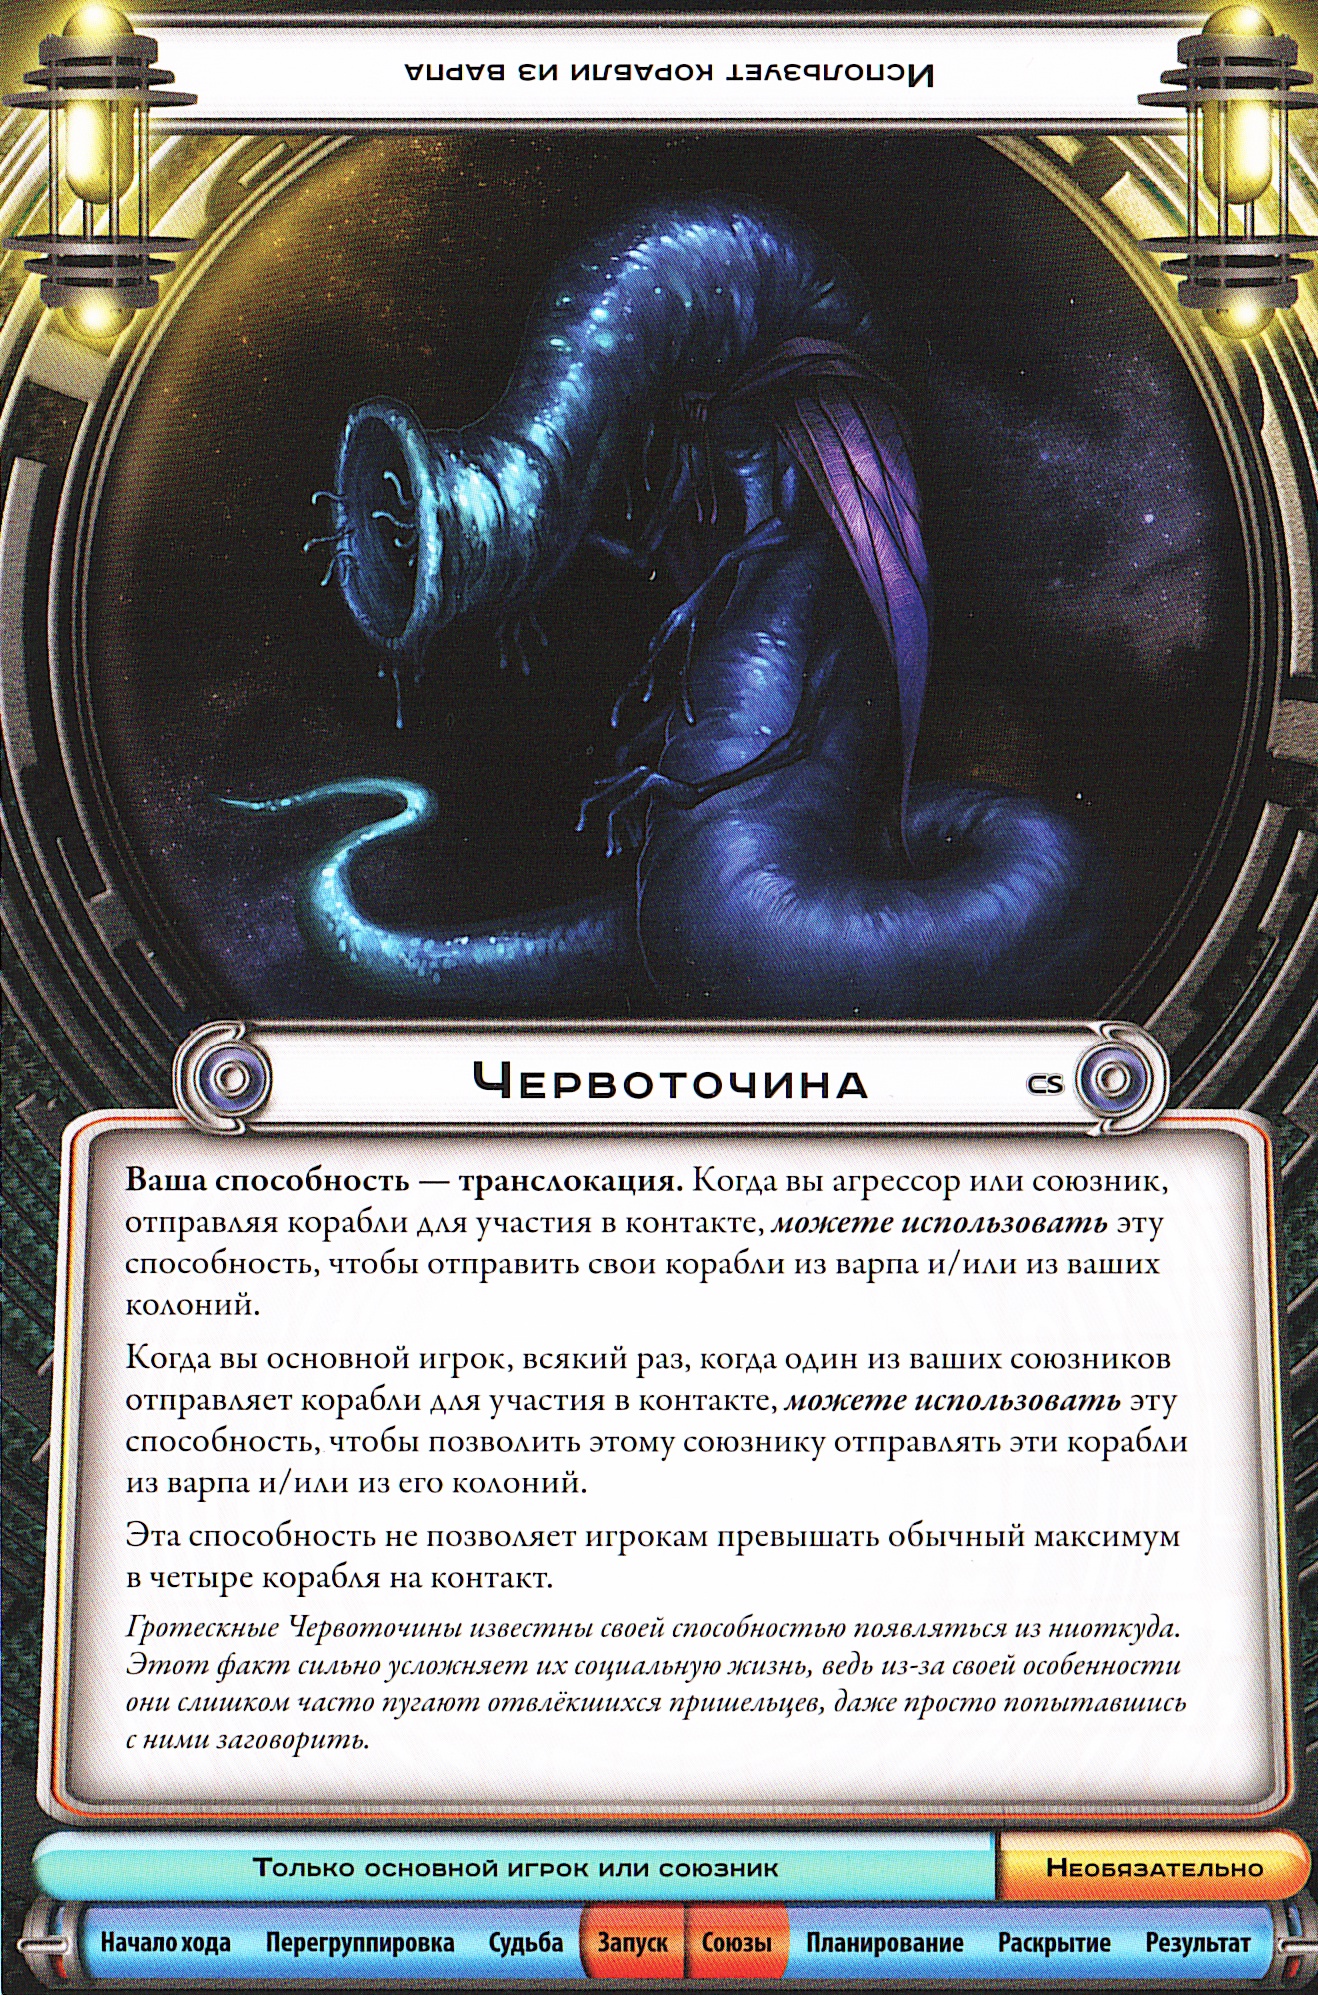 Использует корабли из варпа
Червоточина
CS
Ваша способность — транслокация. Когда вы агрессор или союзник,
отправляя корабли для участия в контакте, можете использовать эту
способность, чтобы отправить свои корабли из варпа и/или из ваших
колоний.
Когда вы основной игрок, всякий раз, когда один из ваших союзников
отправляет корабли для участия в контакте, можете использовать эту
способность, чтобы позволить этому союзнику отправлять эти корабли
из варпа и/или из его колоний.
Эта способность не позволяет игрокам превышать обычный максимум
в четыре корабля на контакт.
Гротескные Червоточины известны своей способностью появляться из ниоткуда.
Этот факт сильно усложняет их социальную жизнь, ведь из-за своей особенности
они слишком часто пугают отвлёкшихся пришельцев, даже просто попытавшись
с ними заговорить.
Только основной игрок или союзник
Необязательно
Начало хода Перегруппировка Судьба Запуск Союзы Планирование Раскрытие Результат